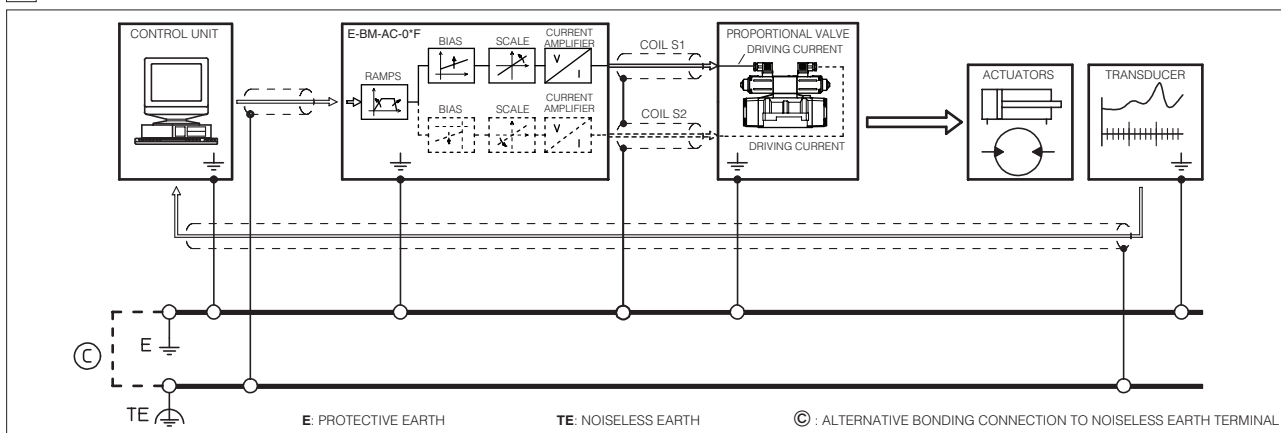 CONTROL UNIT
E-BM-AC-0*F
RAMPS
BIAS
SCALE
CURRENT
AMPLIFIER
V
I
BIAS
SCALE
CURRENT
AMPLIFIER
V
I
COIL S1
COIL S2
PROPORTIONAL VALVE
DRIVING CURRENT
DRIVING CURRENT
ACTUATORS
TRANSDUCER
C
E
TE
E: PROTECTIVE EARTH
TE: NOISELESS EARTH
Ⓒ : ALTERNATIVE BONDING CONNECTION TO NOISELESS EARTH TERMINAL